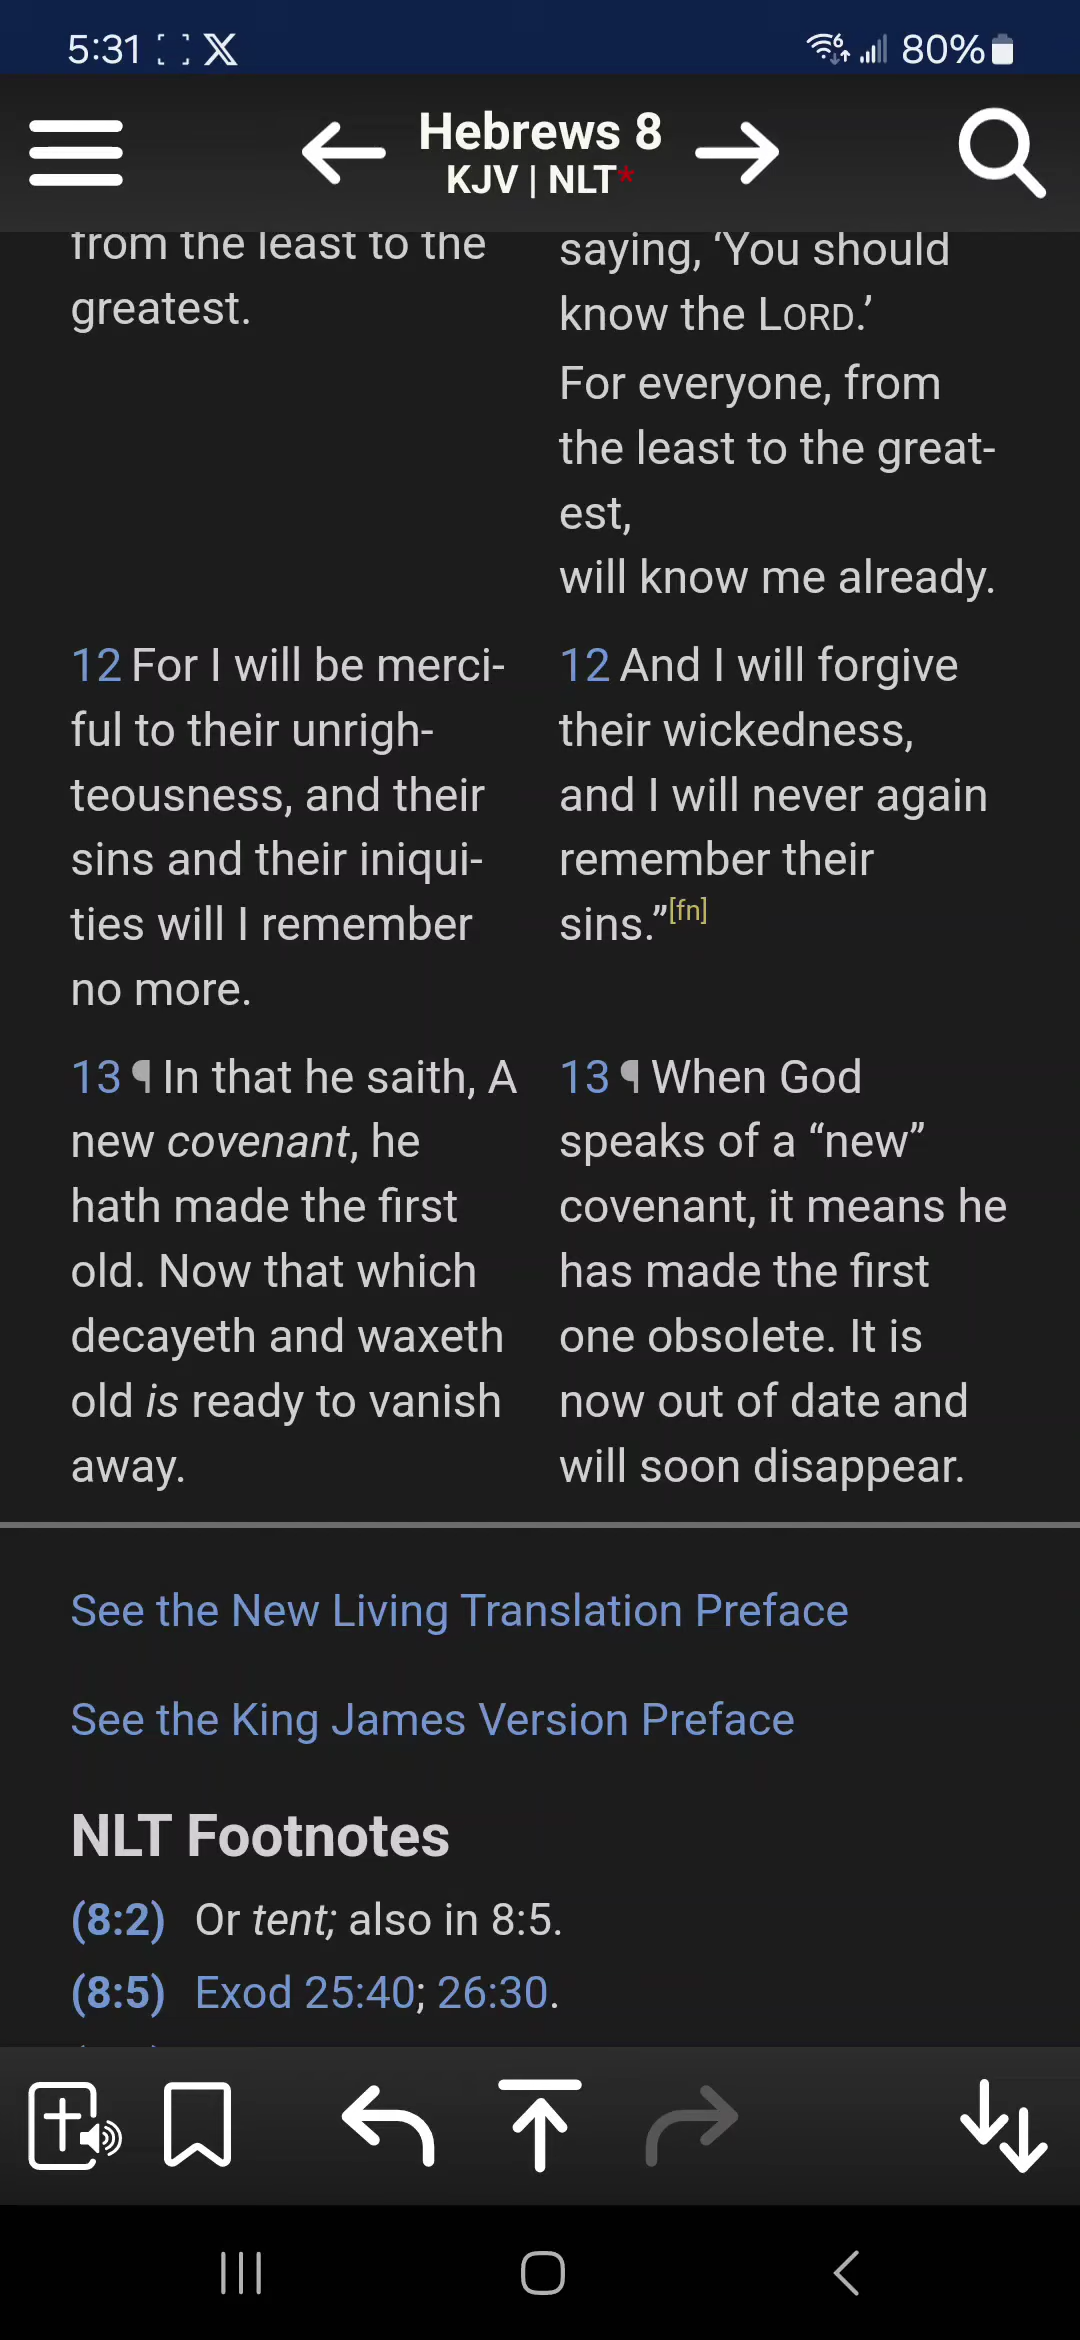 5:31
6
80%
Hebrews 8
KJV | NLT*
from the least to the
greatest.
saying, ‘You should
know the LORD.’
For everyone, from
the least to the great-
est,
will know me already.
12 For I will be merci-
ful to their unrigh-
teousness, and their
sins and their iniqui-
ties will I remember
no more.
12 And I will forgive
their wickedness,
and I will never again
remember their
sins.”[fn]
13 ¶ In that he saith, A
new covenant, he
hath made the first
old. Now that which
decayeth and waxeth
old is ready to vanish
away.
13 ¶ When God
speaks of a “new”
covenant, it means he
has made the first
one obsolete. It is
now out of date and
will soon disappear.
See the New Living Translation Preface
See the King James Version Preface
NLT Footnotes
(8:2) Or tent; also in 8:5.
(8:5) Exod 25:40; 26:30.